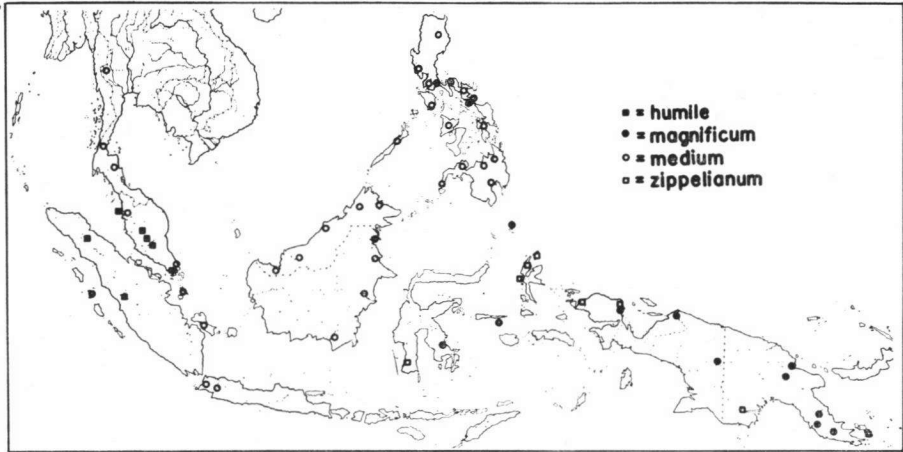 ■ = humile
● = magnificum
○ = medium
□ = zippelianum